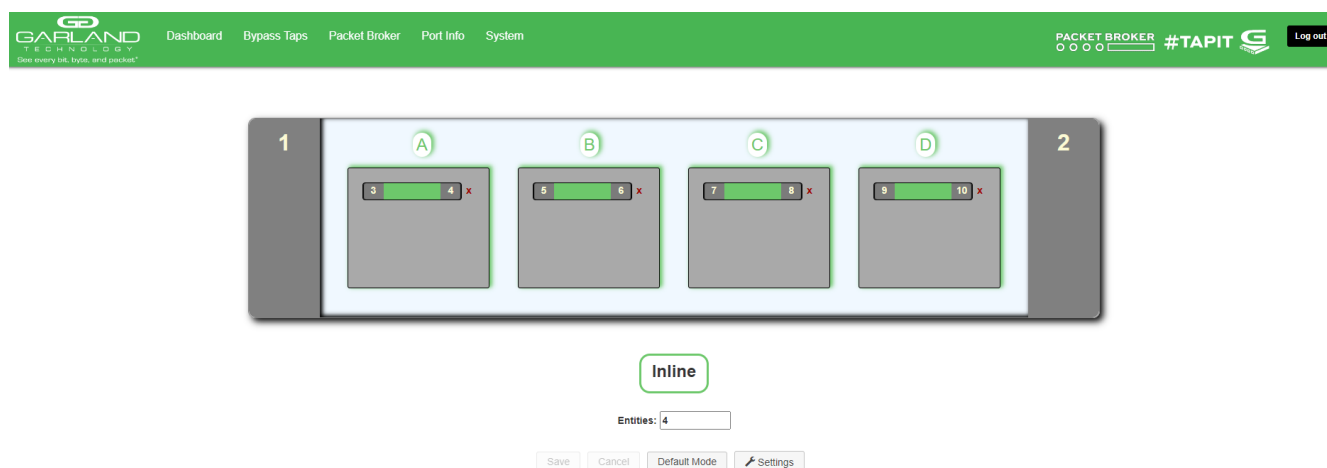 GARLAND
TECHNOLOGY
See every bit, byte, and packet®
Dashboard Bypass Taps Packet Broker Port Info System
PACKET BROKER #TAPIT
Log out
1 A B C D 2
3 4 x 5 6 x 7 8 x 9 10 x
Inline
Entities: 4
Save Cancel Default Mode Settings